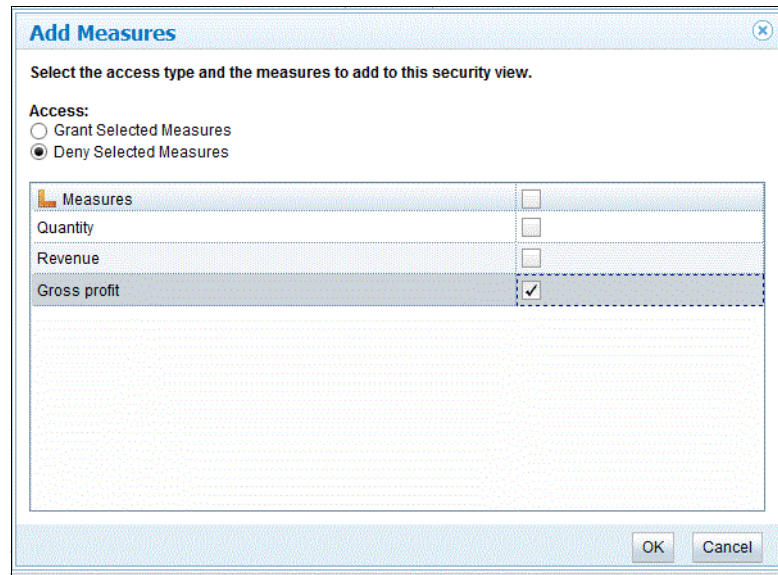 Add Measures
Select the access type and the measures to add to this security view.
Access:
Grant Selected Measures
Deny Selected Measures
Measures
Quantity
Revenue
Gross profit
OK Cancel